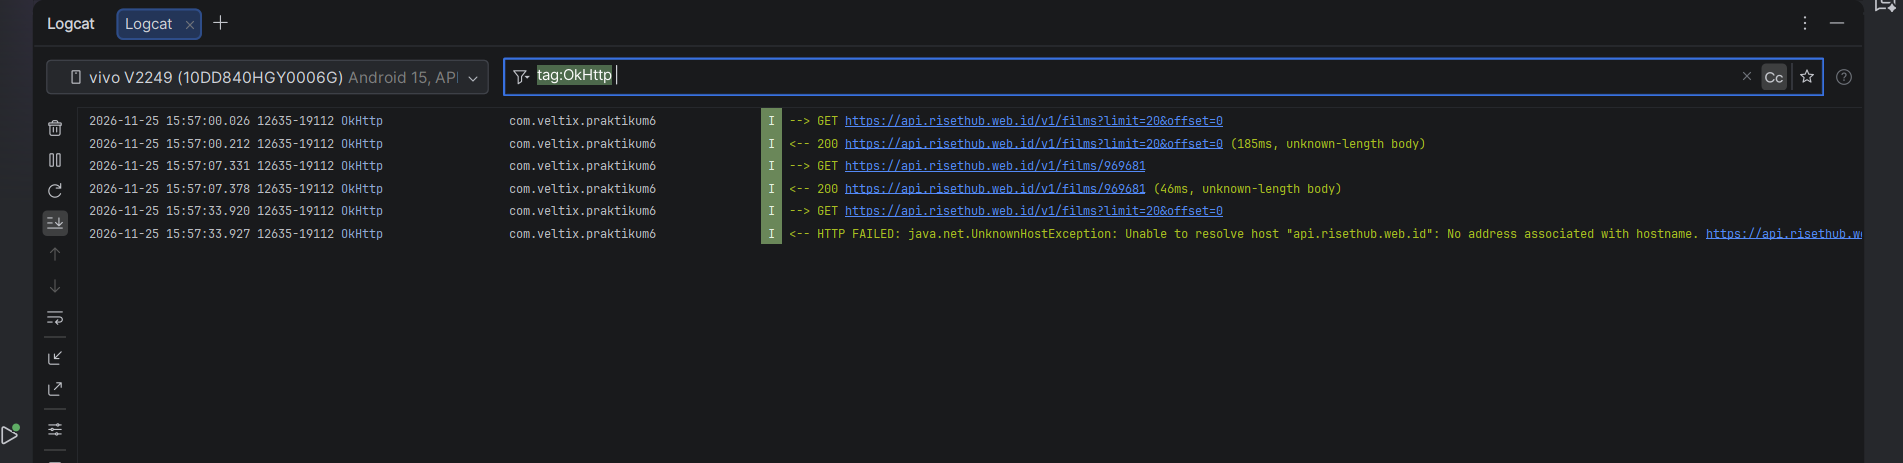 Logcat Logcat
vivo V2249 (10DD840HGY0006G) Android 15, API tag:OkHttp Cc
2026-11-25 15:57:00.026 12635-19112 OkHttp com.veltix.praktikum6 I --> GET https://api.risethub.web.id/v1/films?limit=20&offset=0
2026-11-25 15:57:00.212 12635-19112 OkHttp com.veltix.praktikum6 I <-- 200 https://api.risethub.web.id/v1/films?limit=20&offset=0 (185ms, unknown-length body)
2026-11-25 15:57:07.331 12635-19112 OkHttp com.veltix.praktikum6 I --> GET https://api.risethub.web.id/v1/films/969681
2026-11-25 15:57:07.378 12635-19112 OkHttp com.veltix.praktikum6 I <-- 200 https://api.risethub.web.id/v1/films/969681 (46ms, unknown-length body)
2026-11-25 15:57:33.920 12635-19112 OkHttp com.veltix.praktikum6 I --> GET https://api.risethub.web.id/v1/films?limit=20&offset=0
2026-11-25 15:57:33.927 12635-19112 OkHttp com.veltix.praktikum6 I <-- HTTP FAILED: java.net.UnknownHostException: Unable to resolve host "api.risethub.web.id": No address associated with hostname. https://api.risethub.w